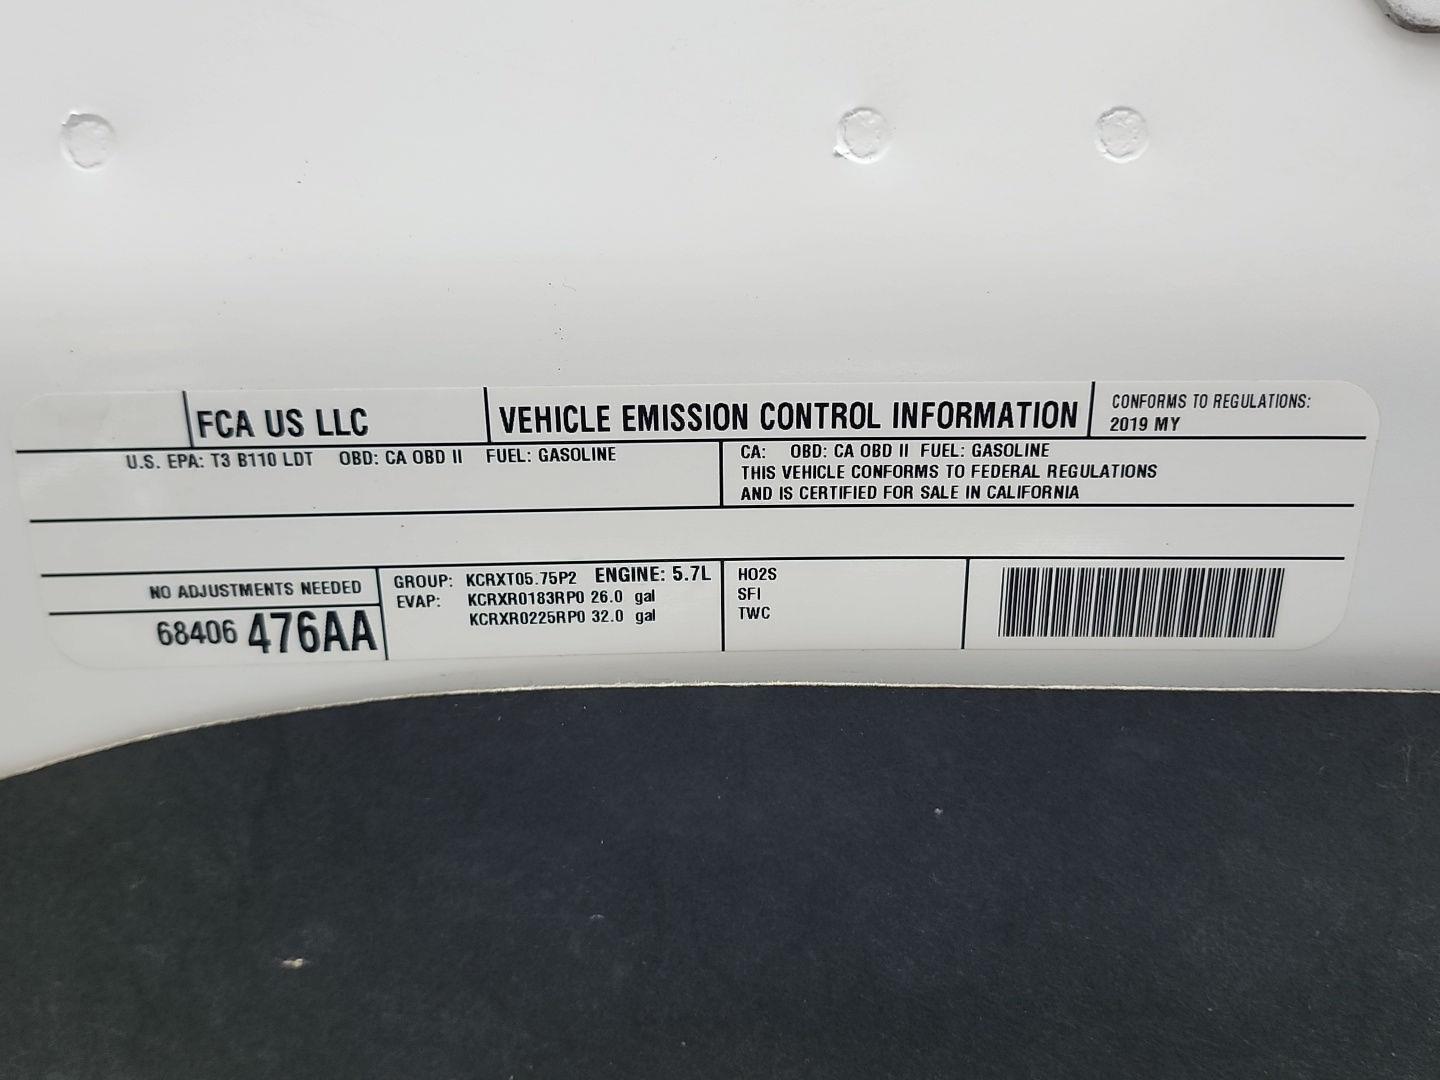 FCA US LLC
VEHICLE EMISSION CONTROL INFORMATION
CONFORMS TO REGULATIONS:
2019 MY
U.S. EPA: T3 B110 LDT OBD: CA OBD II FUEL: GASOLINE
CA: OBD: CA OBD II FUEL: GASOLINE
THIS VEHICLE CONFORMS TO FEDERAL REGULATIONS
AND IS CERTIFIED FOR SALE IN CALIFORNIA
NO ADJUSTMENTS NEEDED
68406 476AA
GROUP: KCRXT05.75P2 ENGINE: 5.7L
EVAP: KCRXR0183RP0 26.0 gal
KCRXR0225RP0 32.0 gal
HO2S
SFI
TWC